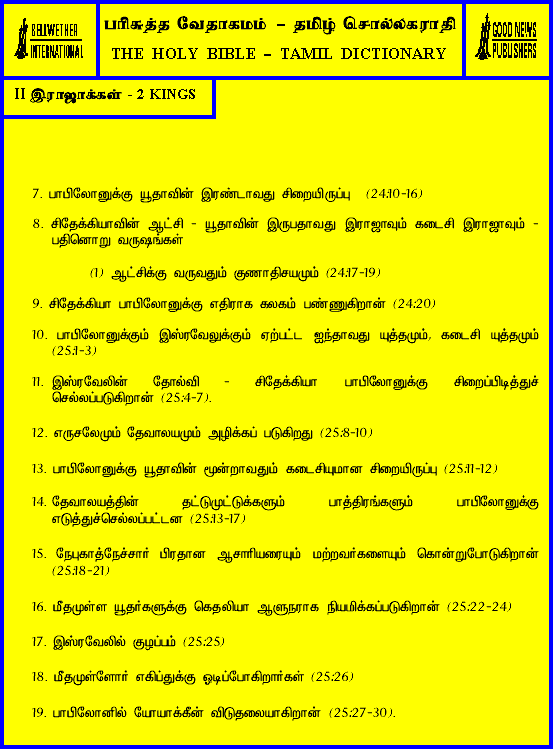 BELLWETHER
INTERNATIONAL
பரிசுத்த வேதாகமம் – தமிழ் சொல்லகராதி
THE HOLY BIBLE – TAMIL DICTIONARY
GOOD NEWS
PUBLISHERS
II இராஜாக்கள் - 2 KINGS
7. பாபிலோனுக்கு யூதாவின் இரண்டாவது சிறையிருப்பு (24:10-16)
8. சிதேக்கியாவின் ஆட்சி - யூதாவின் இருபதாவது இராஜாவும் கடைசி இராஜாவும் -
பதினொறு வருஷங்கள்
(1) ஆட்சிக்கு வருவதும் குணாதிசயமும் (24:17-19)
9. சிதேக்கியா பாபிலோனுக்கு எதிராக கலகம் பண்ணுகிறான் (24:20)
10. பாபிலோனுக்கும் இஸ்ரவேலுக்கும் ஏற்பட்ட ஐந்தாவது யுத்தமும், கடைசி யுத்தமும்
(25:1-3)
11. இஸ்ரவேலின் தோல்வி - சிதேக்கியா பாபிலோனுக்கு சிறைப்பிடித்துச்
செல்லப்படுகிறான் (25:4-7).
12. எருசலேமும் தேவாலயமும் அழிக்கப் படுகிறது (25:8-10)
13. பாபிலோனுக்கு யூதாவின் மூன்றாவதும் கடைசியுமான சிறையிருப்பு (25:11-12)
14. தேவாலயத்தின் தட்டுமுட்டுக்களும் பாத்திரங்களும் பாபிலோனுக்கு
எடுத்துச்செல்லப்பட்டன (25:13-17)
15. நேபுகாத்நேச்சார் பிரதான ஆசாரியரையும் மற்றவர்களையும் கொன்றுபோடுகிறான்
(25:18-21)
16. மீதமுள்ள யூதர்களுக்கு கெதலியா ஆளுநராக நியமிக்கப்படுகிறான் (25:22-24)
17. இஸ்ரவேலில் குழப்பம் (25:25)
18. மீதமுள்ளோர் எகிப்துக்கு ஓடிப்போகிறார்கள் (25:26)
19. பாபிலோனில் யோயாக்கீன் விடுதலையாகிறான் (25:27-30).